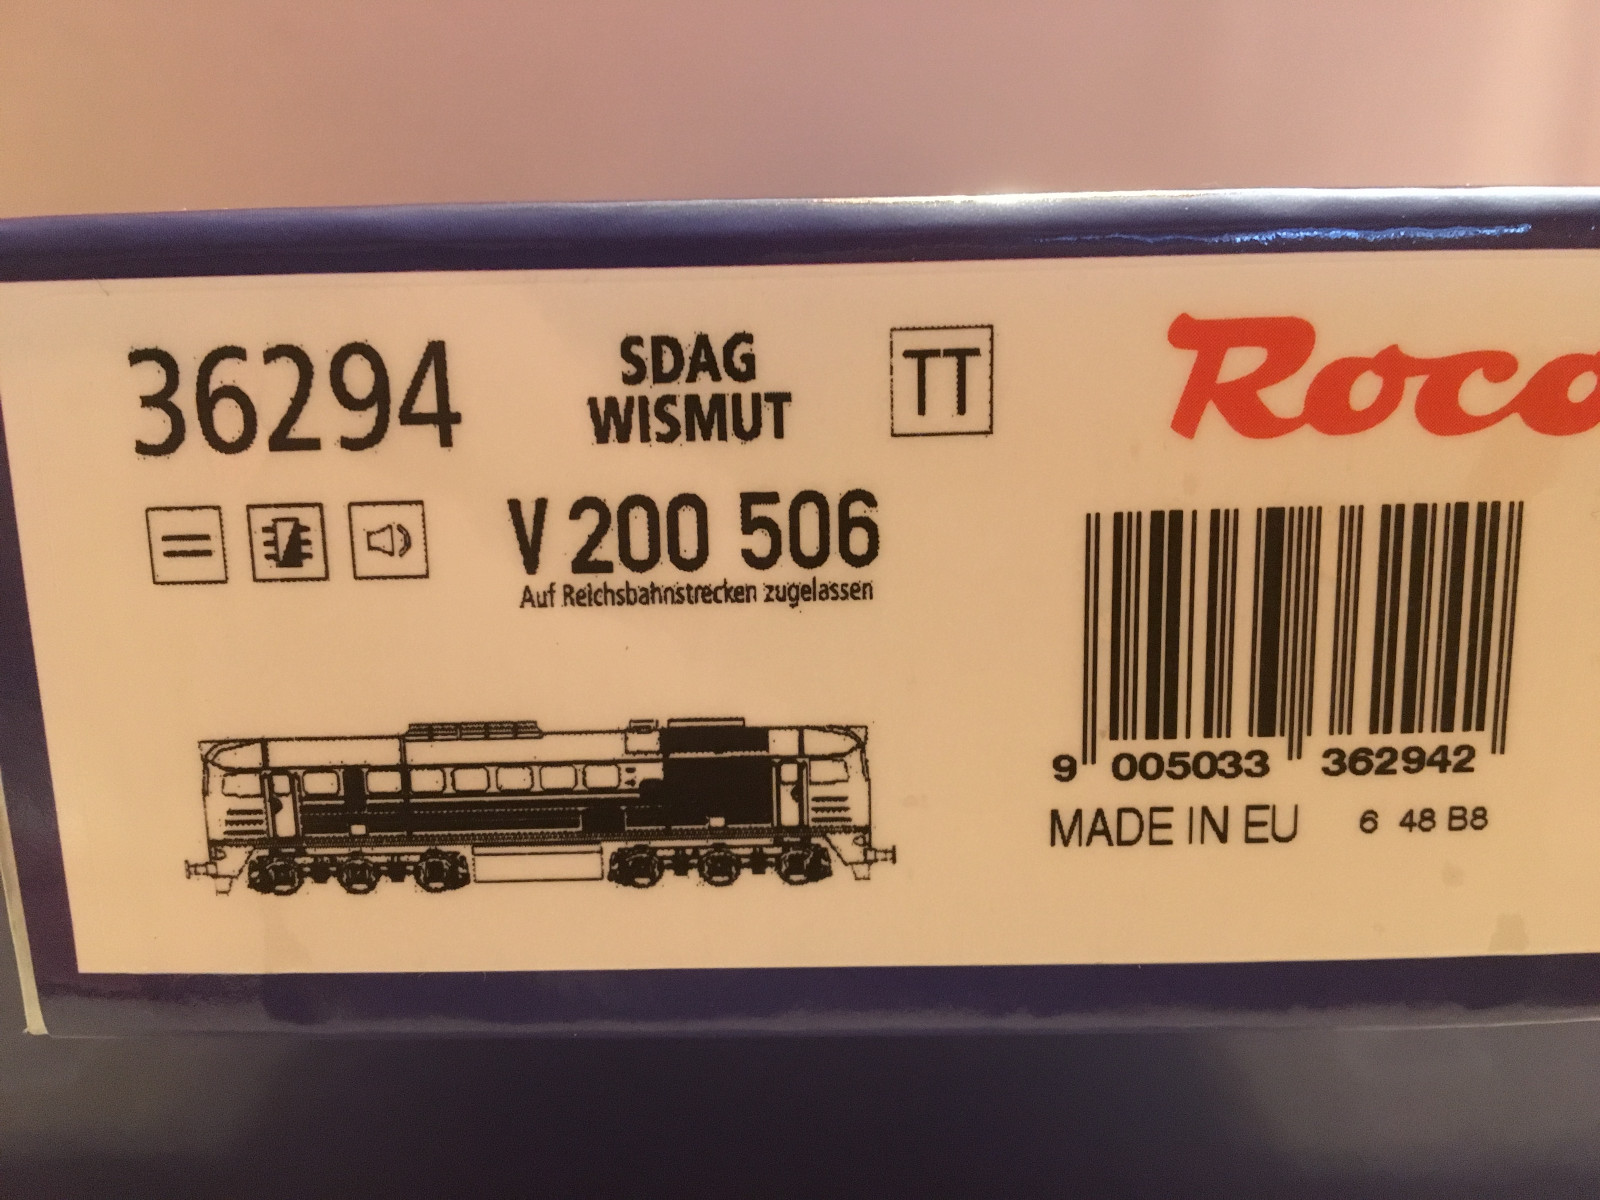 36294
SDAG
WISMUT
TT
Roco
V 200 506
Auf Reichsbahnstrecken zugelassen
9 005033 362942
MADE IN EU 6 48 B8